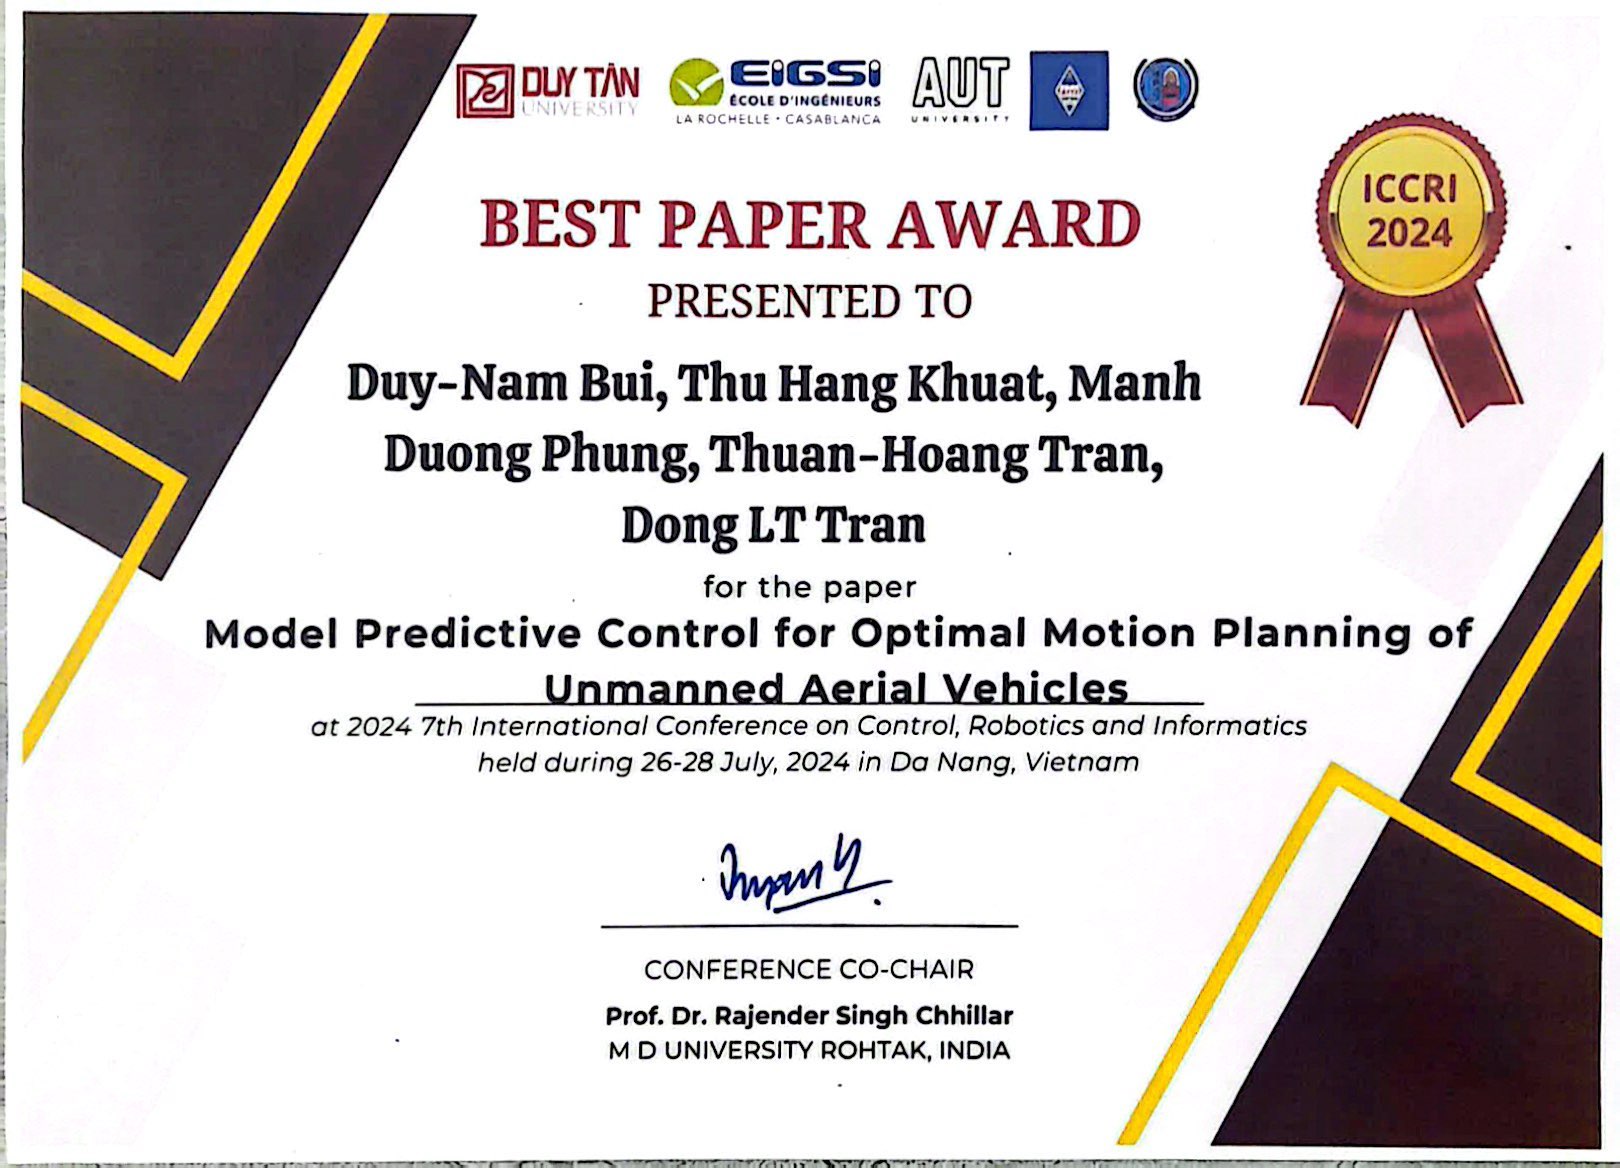 DUY TÂN
UNIVERSITY
EIGSI
ÉCOLE D'INGÉNIEURS
LA ROCHELLE • CASABLANCA
AUT
UNIVERSITY
ICCRI
2024
BEST PAPER AWARD
PRESENTED TO
Duy-Nam Bui, Thu Hang Khuat, Manh
Duong Phung, Thuan-Hoang Tran,
Dong LT Tran
for the paper
Model Predictive Control for Optimal Motion Planning of
Unmanned Aerial Vehicles
at 2024 7th International Conference on Control, Robotics and Informatics
held during 26-28 July, 2024 in Da Nang, Vietnam
CONFERENCE CO-CHAIR
Prof. Dr. Rajender Singh Chhillar
M D UNIVERSITY ROHTAK, INDIA